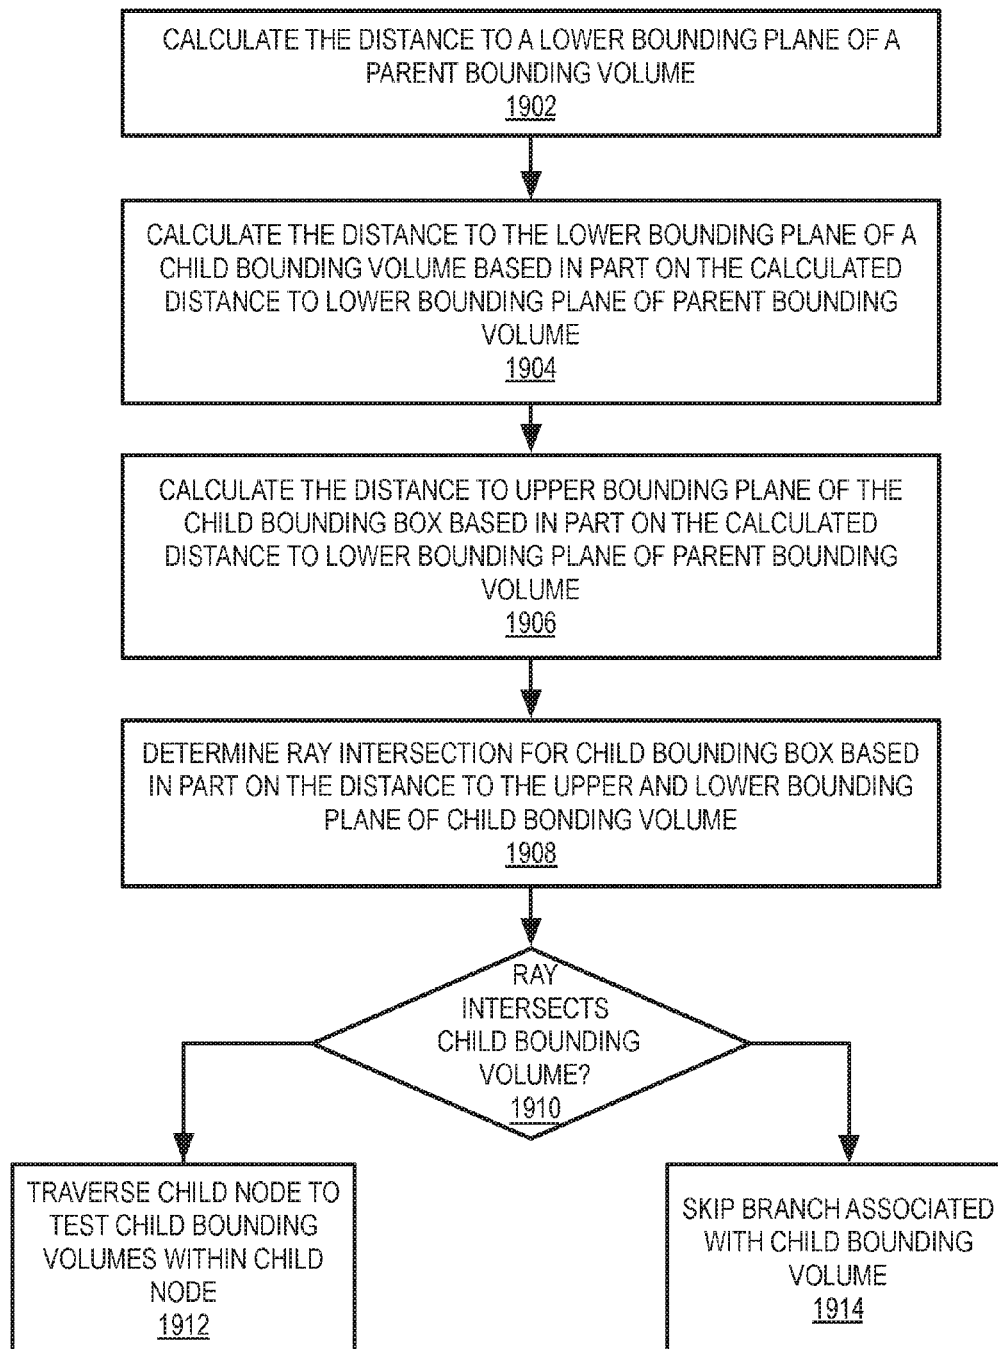 CALCULATE THE DISTANCE TO A LOWER BOUNDING PLANE OF A
PARENT BOUNDING VOLUME
1902
CALCULATE THE DISTANCE TO THE LOWER BOUNDING PLANE OF A
CHILD BOUNDING VOLUME BASED IN PART ON THE CALCULATED
DISTANCE TO LOWER BOUNDING PLANE OF PARENT BOUNDING
VOLUME
1904
CALCULATE THE DISTANCE TO UPPER BOUNDING PLANE OF THE
CHILD BOUNDING BOX BASED IN PART ON THE CALCULATED
DISTANCE TO LOWER BOUNDING PLANE OF PARENT BOUNDING
VOLUME
1906
DETERMINE RAY INTERSECTION FOR CHILD BOUNDING BOX BASED
IN PART ON THE DISTANCE TO THE UPPER AND LOWER BOUNDING
PLANE OF CHILD BONDING VOLUME
1908
RAY
INTERSECTS
CHILD BOUNDING
VOLUME?
1910
TRAVERSE CHILD NODE TO
TEST CHILD BOUNDING
VOLUMES WITHIN CHILD
NODE
1912
SKIP BRANCH ASSOCIATED
WITH CHILD BOUNDING
VOLUME
1914